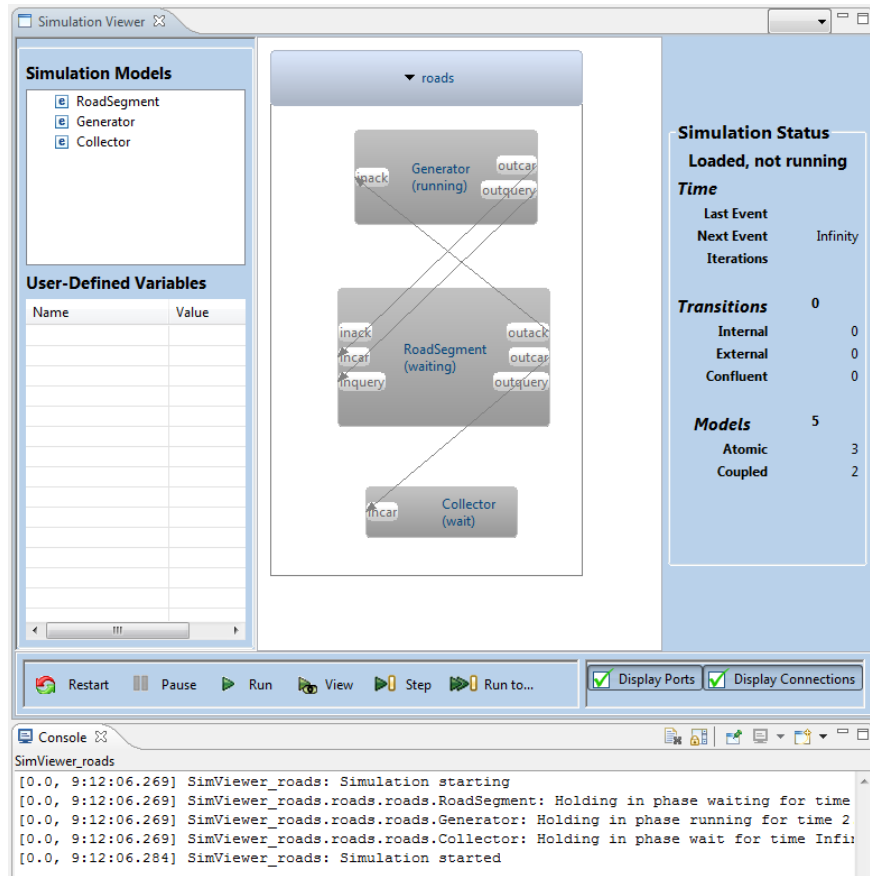 Simulation Viewer
Simulation Models
RoadSegment
Generator
Collector
User-Defined Variables
Name Value
roads
Generator
(running)
inack
outcar
outquery
RoadSegment
(waiting)
inack
incar
inquery
outack
outcar
outquery
Collector
(wait)
incar
Simulation Status
Loaded, not running
Time
Last Event
Next Event Infinity
Iterations
Transitions 0
Internal 0
External 0
Confluent 0
Models 5
Atomic 3
Coupled 2
Restart Pause Run View Step Run to... Display Ports Display Connections
Console
SimViewer_roads
[0.0, 9:12:06.269] SimViewer_roads: Simulation starting
[0.0, 9:12:06.269] SimViewer_roads.roads.roads.RoadSegment: Holding in phase waiting for time
[0.0, 9:12:06.269] SimViewer_roads.roads.roads.Generator: Holding in phase running for time 2
[0.0, 9:12:06.269] SimViewer_roads.roads.roads.Collector: Holding in phase wait for time Infi
[0.0, 9:12:06.284] SimViewer_roads: Simulation started